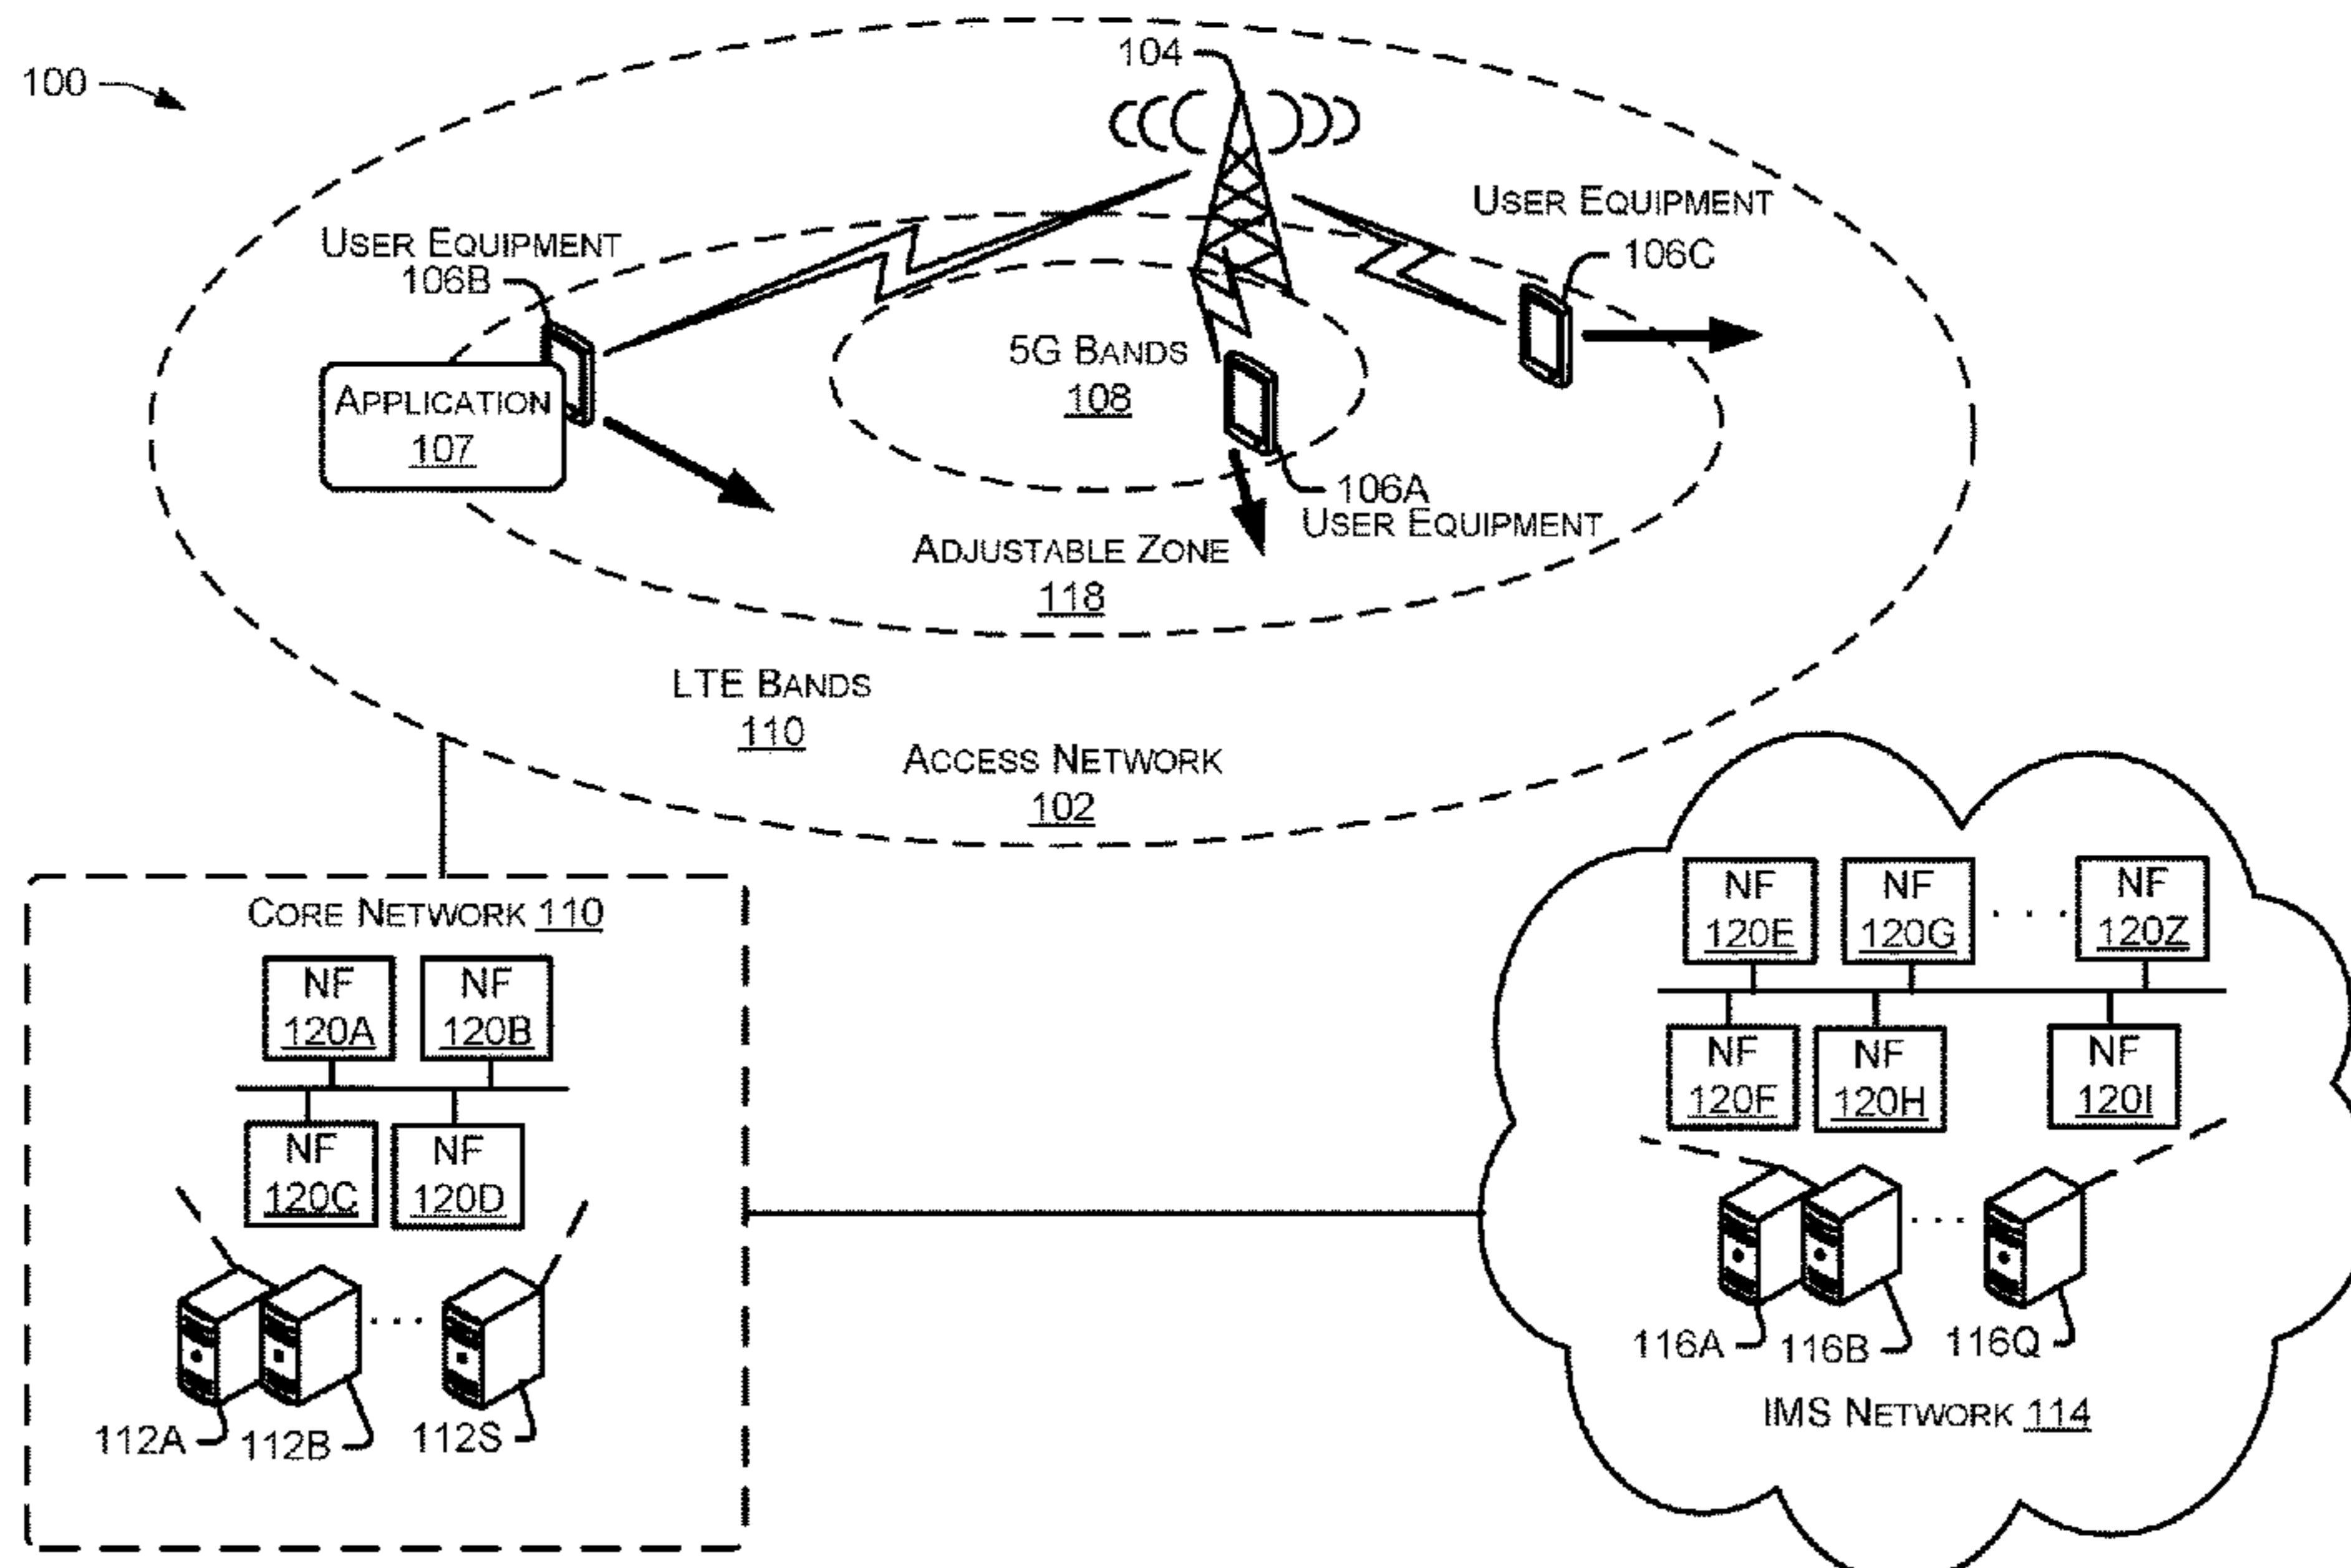 100
104
USER EQUIPMENT
106C
USER EQUIPMENT
106B
5G BANDS
108
APPLICATION
107
106A
USER EQUIPMENT
ADJUSTABLE ZONE
118
LTE BANDS
110
ACCESS NETWORK
102
CORE NETWORK 110
NF
120A
NF
120B
NF
120C
NF
120D
112A
112B
112S
NF
120E
NF
120G
. . .
NF
120Z
NF
120F
NF
120H
NF
120I
116A
116B
116Q
IMS NETWORK 114